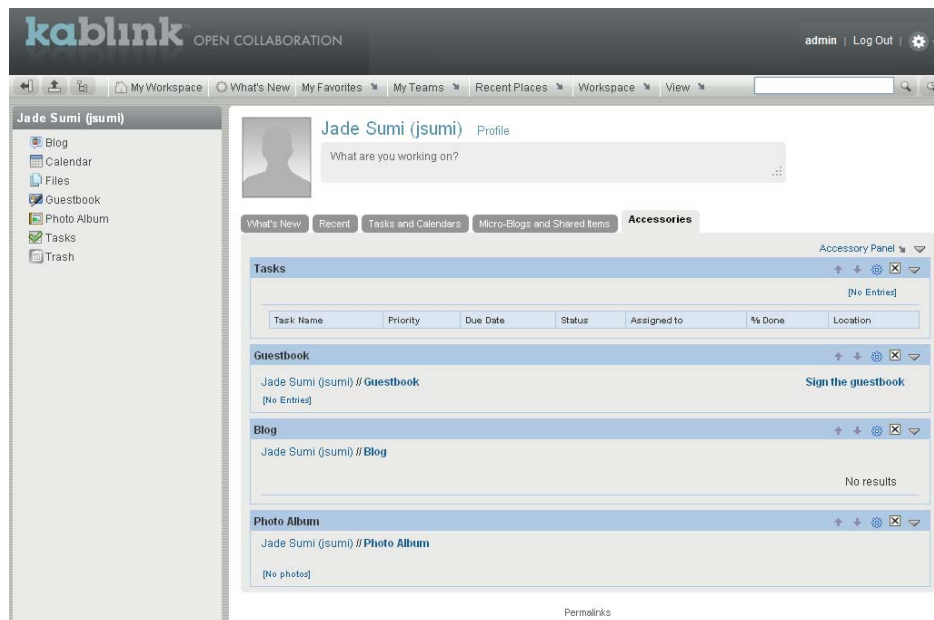 kablink OPEN COLLABORATION
admin | Log Out |
My Workspace What's New My Favorites My Teams Recent Places Workspace View
Jade Sumi (jsumi)
Blog
Calendar
Files
Guestbook
Photo Album
Tasks
Trash
Jade Sumi (jsumi) Profile
What are you working on?
What's New Recent Tasks and Calendars Micro-Blogs and Shared Items Accessories
Accessory Panel
Tasks
[No Entries]
Task Name Priority Due Date Status Assigned to % Done Location
Guestbook
Jade Sumi (jsumi) // Guestbook Sign the guestbook
[No Entries]
Blog
Jade Sumi (jsumi) // Blog
No results
Photo Album
Jade Sumi (jsumi) // Photo Album
[No photos]
Permalinks